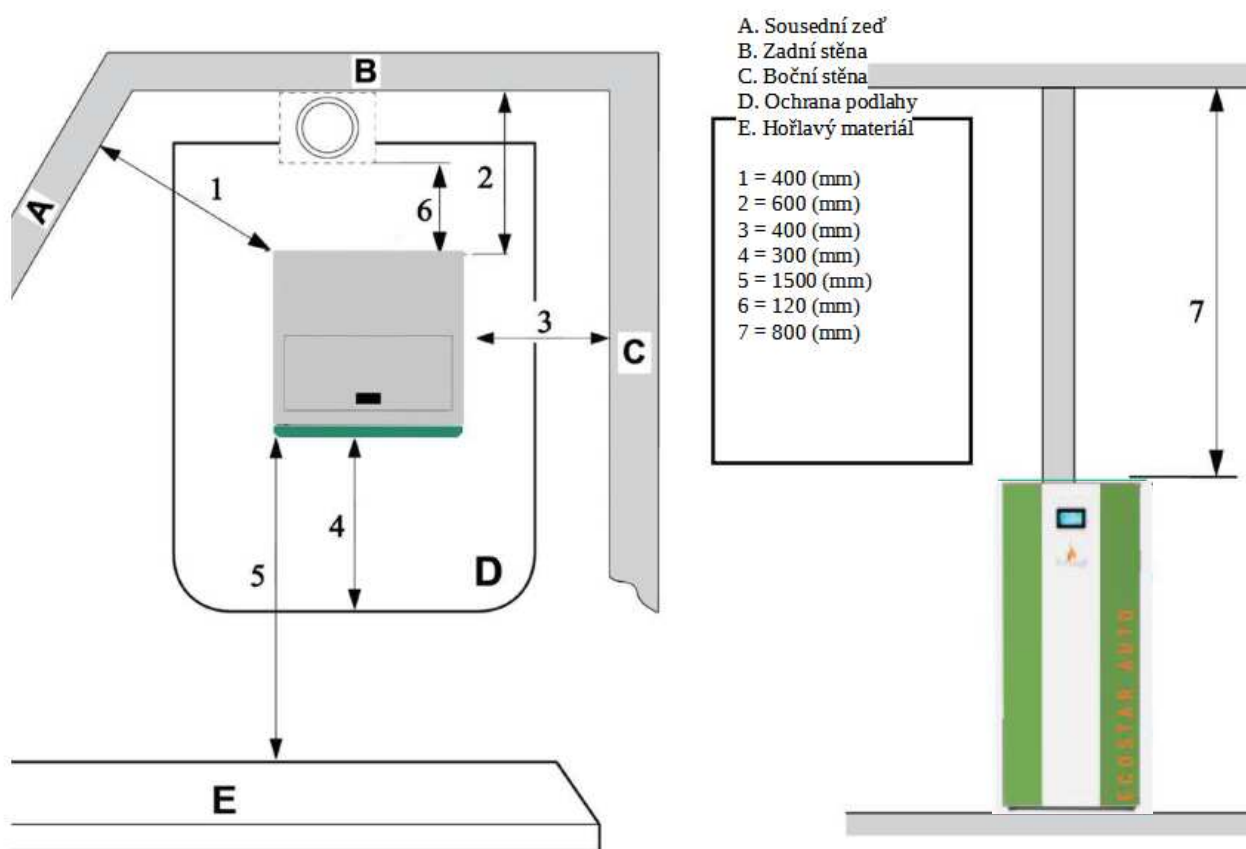 A. Sousední zeď
B. Zadní stěna
C. Boční stěna
D. Ochrana podlahy
E. Hořlavý materiál
1 = 400 (mm)
2 = 600 (mm)
3 = 400 (mm)
4 = 300 (mm)
5 = 1500 (mm)
6 = 120 (mm)
7 = 800 (mm)
B
A
1
6
2
3
C
4
5
D
E
7
ECOSTAR AUTO